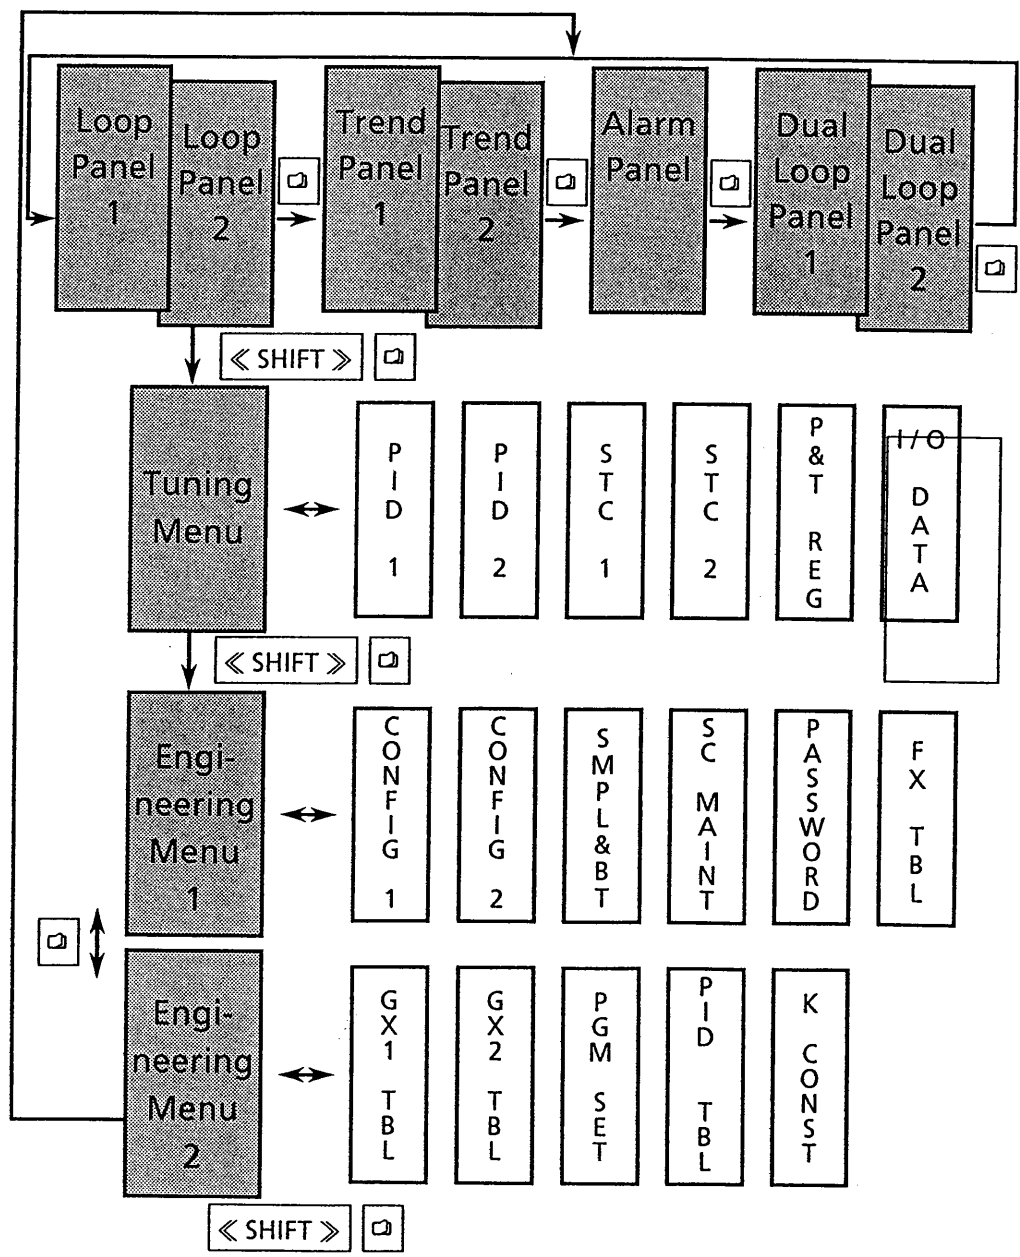 Loop
Panel
1
Loop
Panel
2
Trend
Panel
1
Trend
Panel
2
Alarm
Panel
Dual
Loop
Panel
1
Dual
Loop
Panel
2
≪ SHIFT ≫
Tuning
Menu
PID 1
PID 2
STC 1
STC 2
P&T REG
I/O DATA
≪ SHIFT ≫
Engi-
neering
Menu
1
CONFIG 1
CONFIG 2
SMPL&BT
SC MAINT
PASSWORD
FX TBL
Engi-
neering
Menu
2
GX1 TBL
GX2 TBL
PGM SET
PID TBL
K CONST
≪ SHIFT ≫